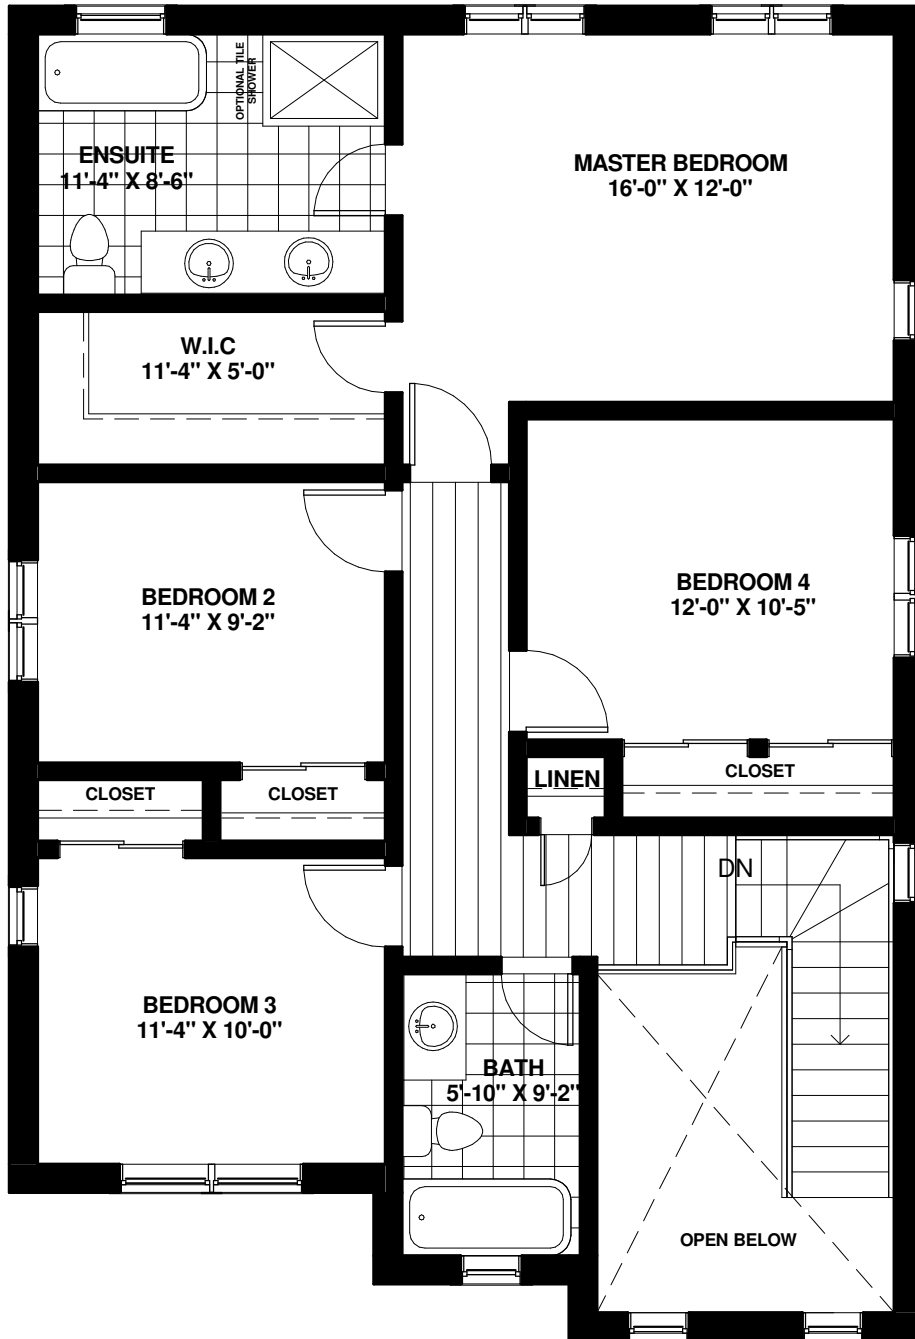 OPTIONAL TILE
SHOWER
ENSUITE
11'-4" X 8'-6"
MASTER BEDROOM
16'-0" X 12'-0"
W.I.C
11'-4" X 5'-0"
BEDROOM 2
11'-4" X 9'-2"
BEDROOM 4
12'-0" X 10'-5"
CLOSET
CLOSET
LINEN
CLOSET
DN
BEDROOM 3
11'-4" X 10'-0"
BATH
5'-10" X 9'-2"
OPEN BELOW